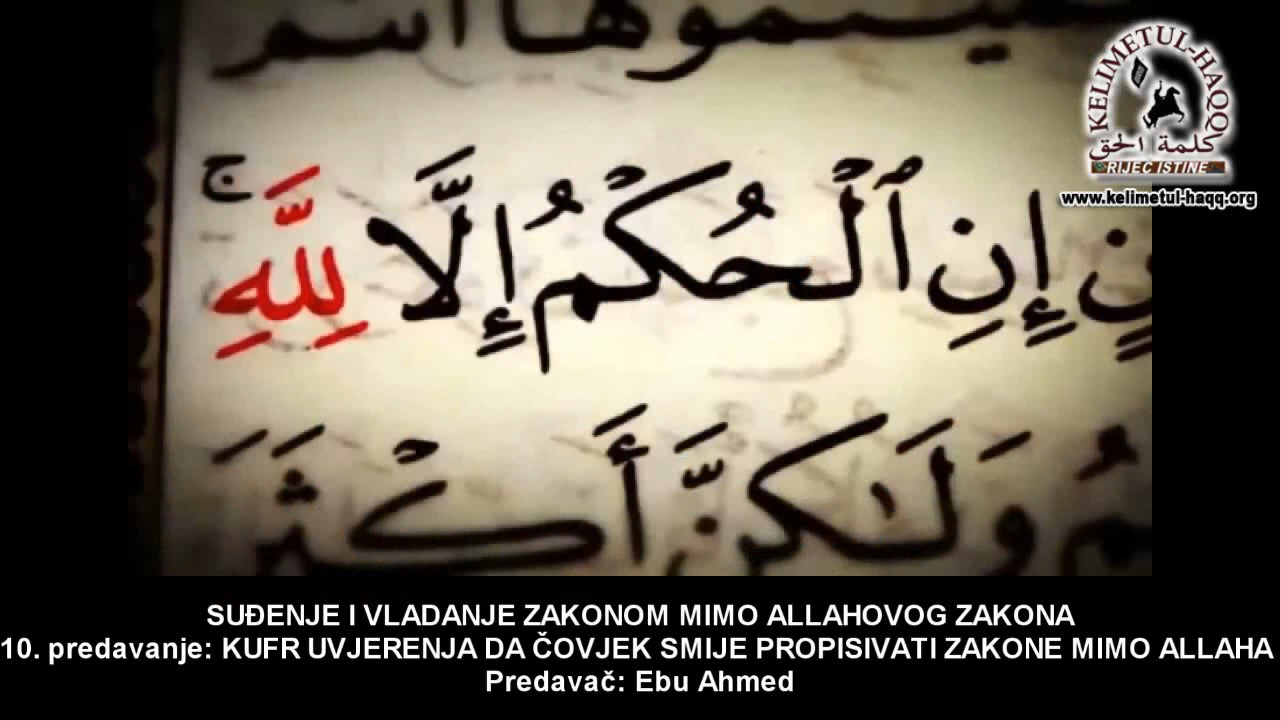 KELIMETUL-HAQQ
كلمة الحق
RIJEC ISTINE
www.kelimetul-haqq.org
إِنِ ٱلْحُكْمُ إِلَّا لِلَّهِ ۚ
وَلَٰكِنَّ أَكْثَرَ
SUĐENJE I VLADANJE ZAKONOM MIMO ALLAHOVOG ZAKONA
10. predavanje: KUFR UVJERENJA DA ČOVJEK SMIJE PROPISIVATI ZAKONE MIMO ALLAHA
Predavač: Ebu Ahmed